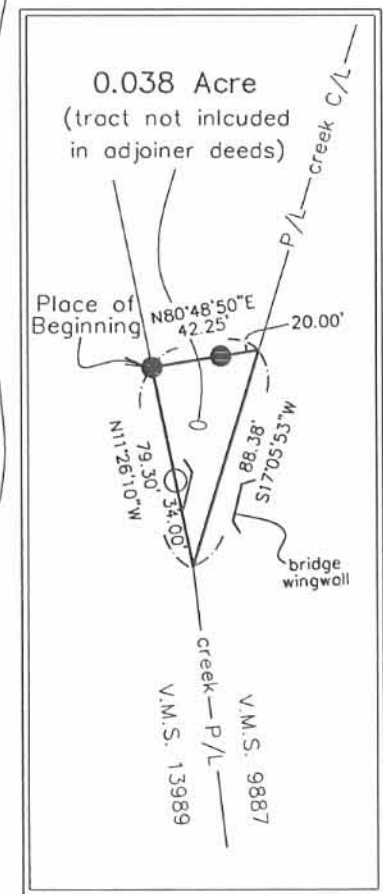 0.038 Acre
(tract not inlcuded
in adjoiner deeds)
P/L — creek C/L
Place of
Beginning
N80°48'50"E
42.25'
20.00'
N11°26'10"W
79.30'
34.00'
88.38'
S17°05'53"W
bridge
wingwall
creek — P/L
V.M.S. 13989
V.M.S. 9887